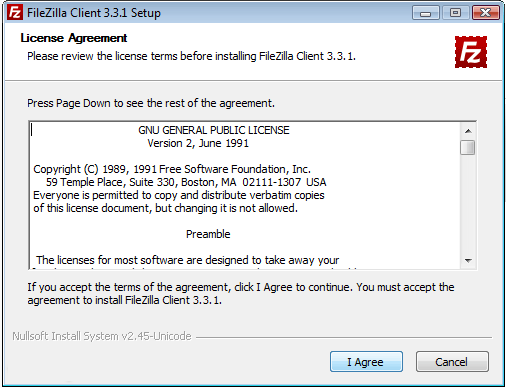 FileZilla Client 3.3.1 Setup
License Agreement
Please review the license terms before installing FileZilla Client 3.3.1.
Fz
Press Page Down to see the rest of the agreement.
GNU GENERAL PUBLIC LICENSE
Version 2, June 1991
Copyright (C) 1989, 1991 Free Software Foundation, Inc.
59 Temple Place, Suite 330, Boston, MA 02111-1307 USA
Everyone is permitted to copy and distribute verbatim copies
of this license document, but changing it is not allowed.
Preamble
The licenses for most software are designed to take away your
If you accept the terms of the agreement, click I Agree to continue. You must accept the
agreement to install FileZilla Client 3.3.1.
Nullsoft Install System v2.45-Unicode
I Agree
Cancel